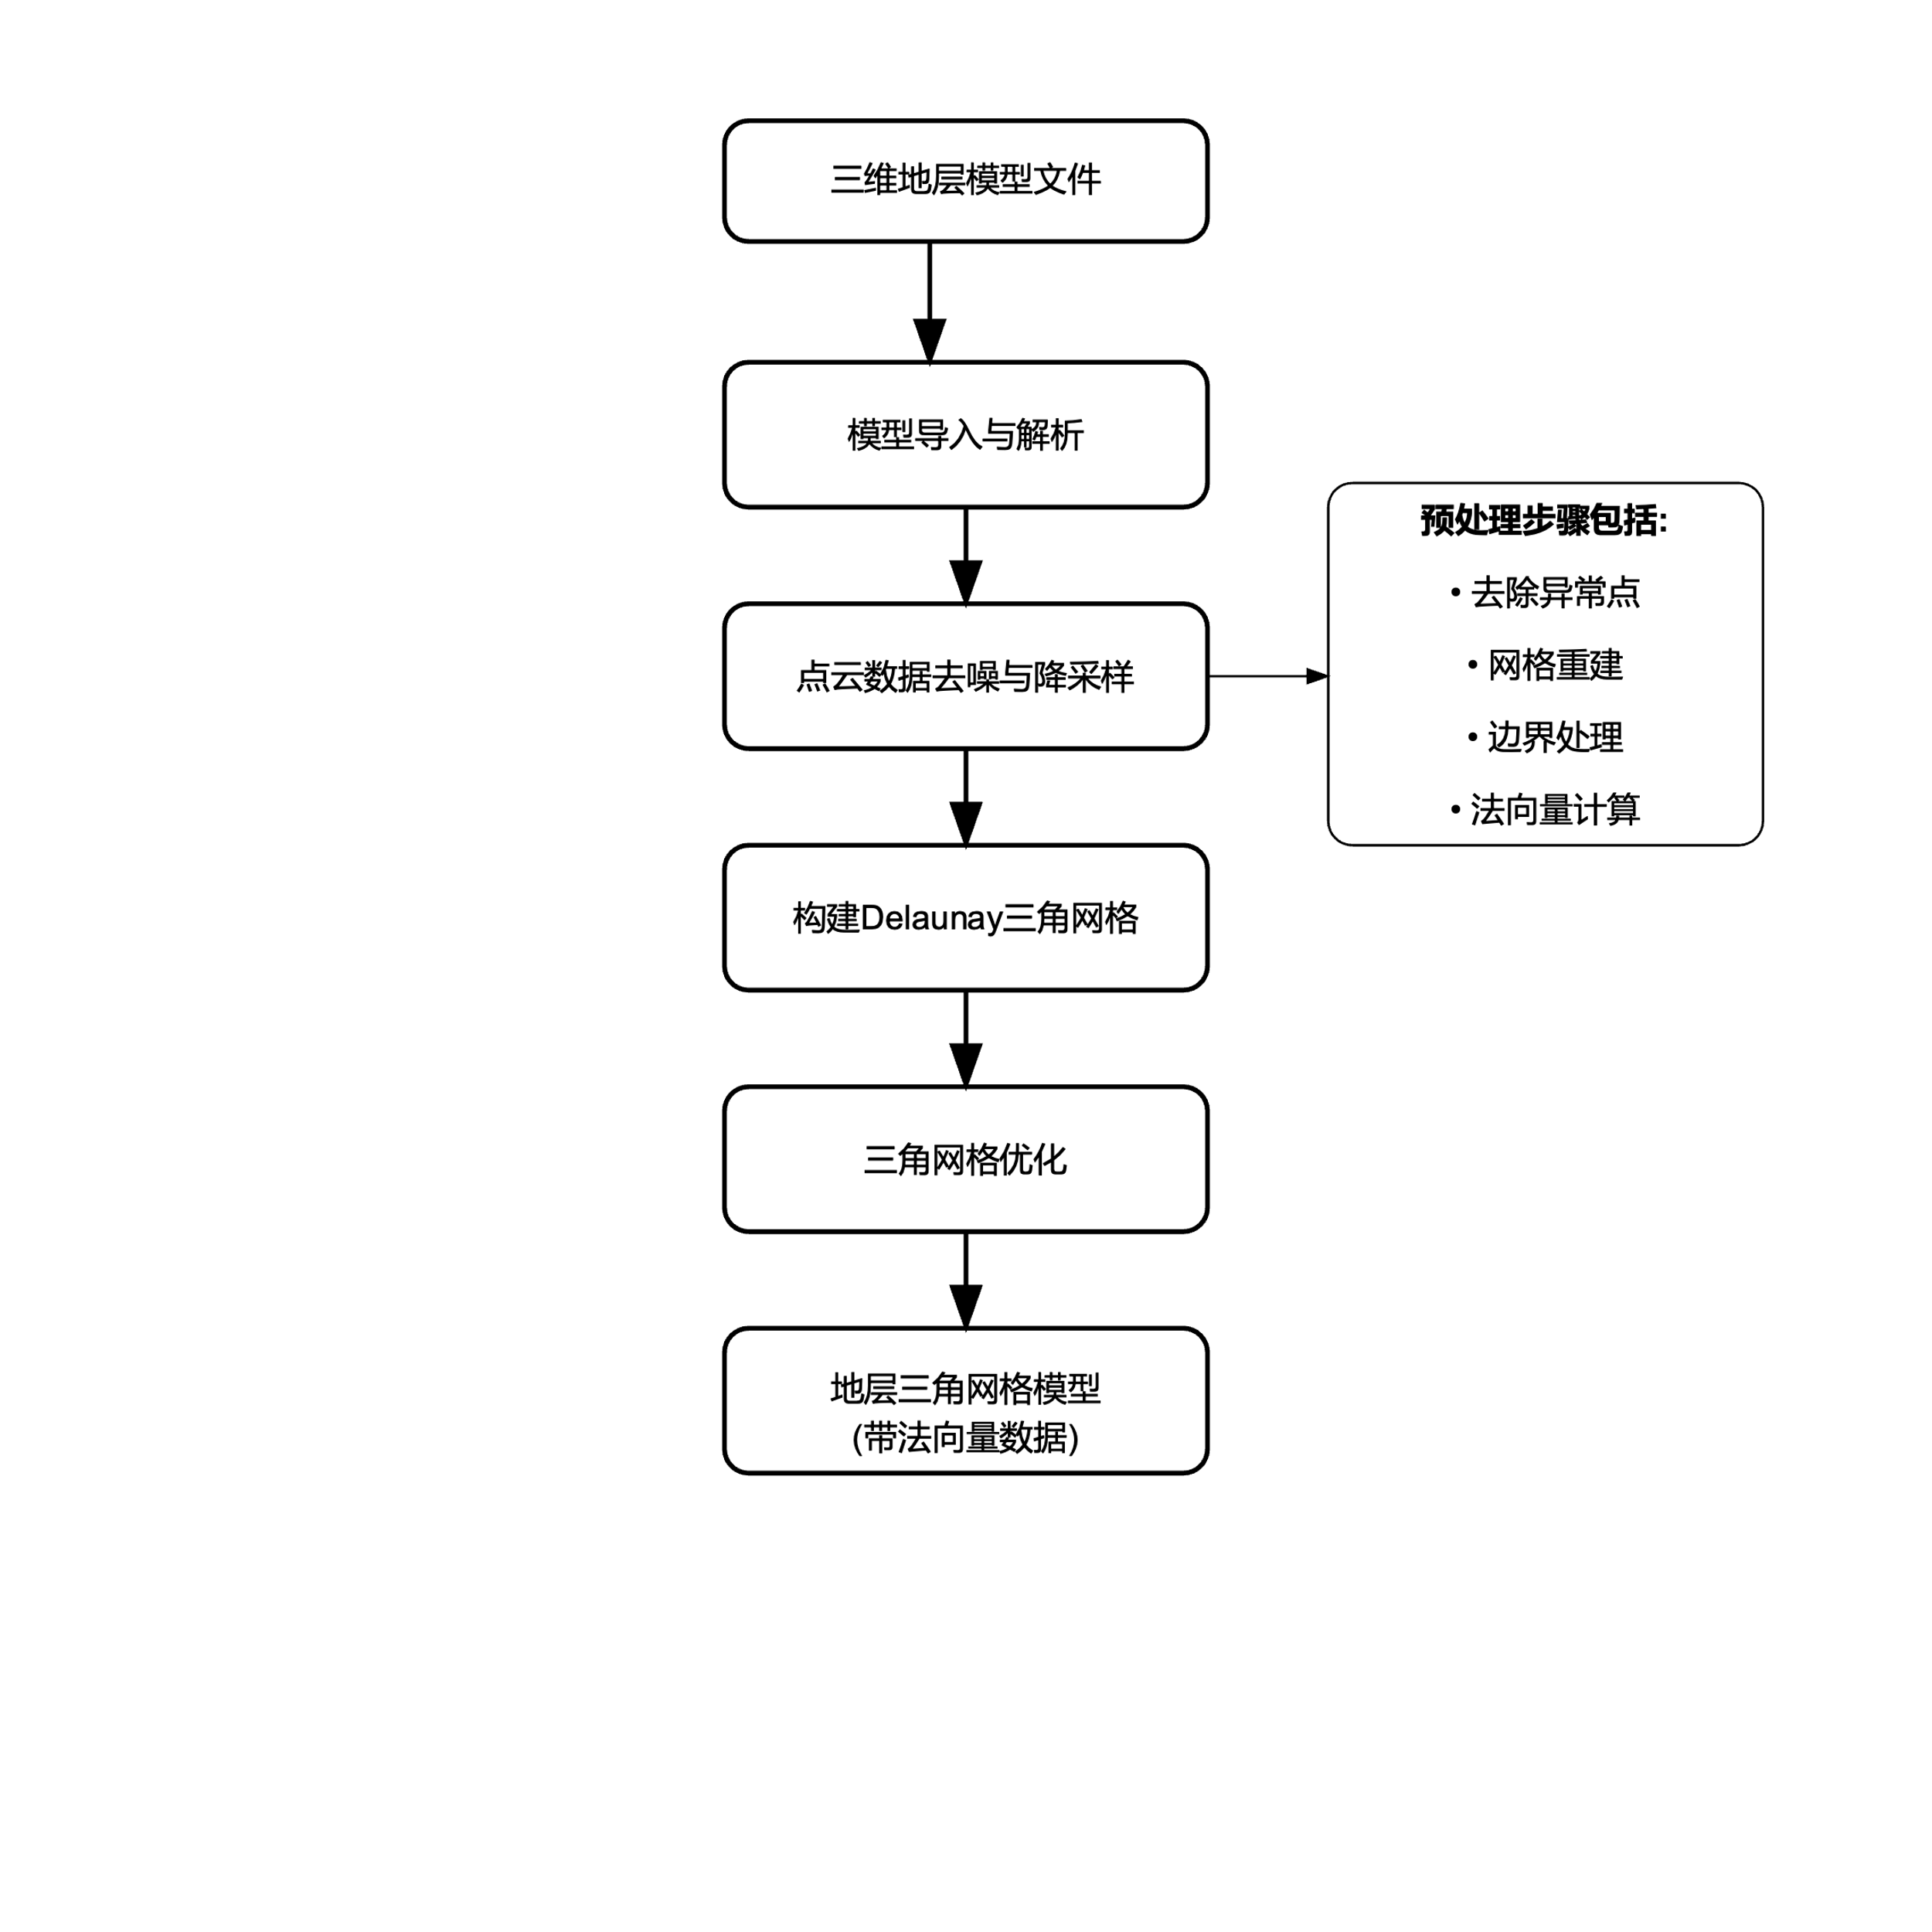 三维地层模型文件
模型导入与解析
点云数据去噪与降采样
预处理步骤包括:
• 去除异常点
• 网格重建
• 边界处理
• 法向量计算
构建Delaunay三角网格
三角网格优化
地层三角网格模型
(带法向量数据)